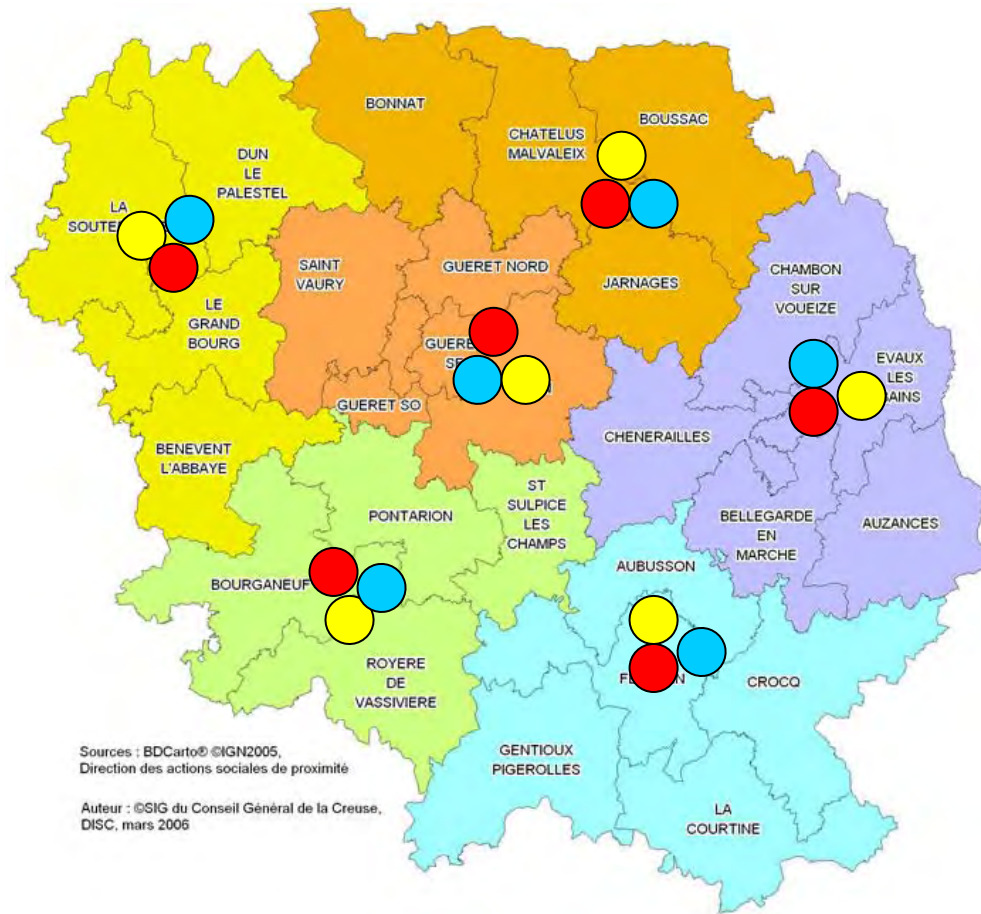 BONNAT
BOUSSAC
CHATELUS
MALVALEIX
DUN
LE
PALESTEL
LA
SAINT
VAURY
GUERET NORD
JARNAGES
CHAMBON
SUR
VOUEIZE
LE
GRAND
BOURG
EVAUX
LES
GUERET SO
CHENERAILLES
BENEVENT
L'ABBAYE
ST
SULPICE
LES
CHAMPS
PONTARION
BELLEGARDE
EN
MARCHE
AUZANCES
AUBUSSON
BOURGANEUF
ROYERE
DE
VASSIVIERE
CROCQ
GENTIOUX
PIGEROLLES
LA
COURTINE
Sources : BDCarto® ©IGN2005,
Direction des actions sociales de proximité
Auteur : ©SIG du Conseil Général de la Creuse,
DISC, mars 2006